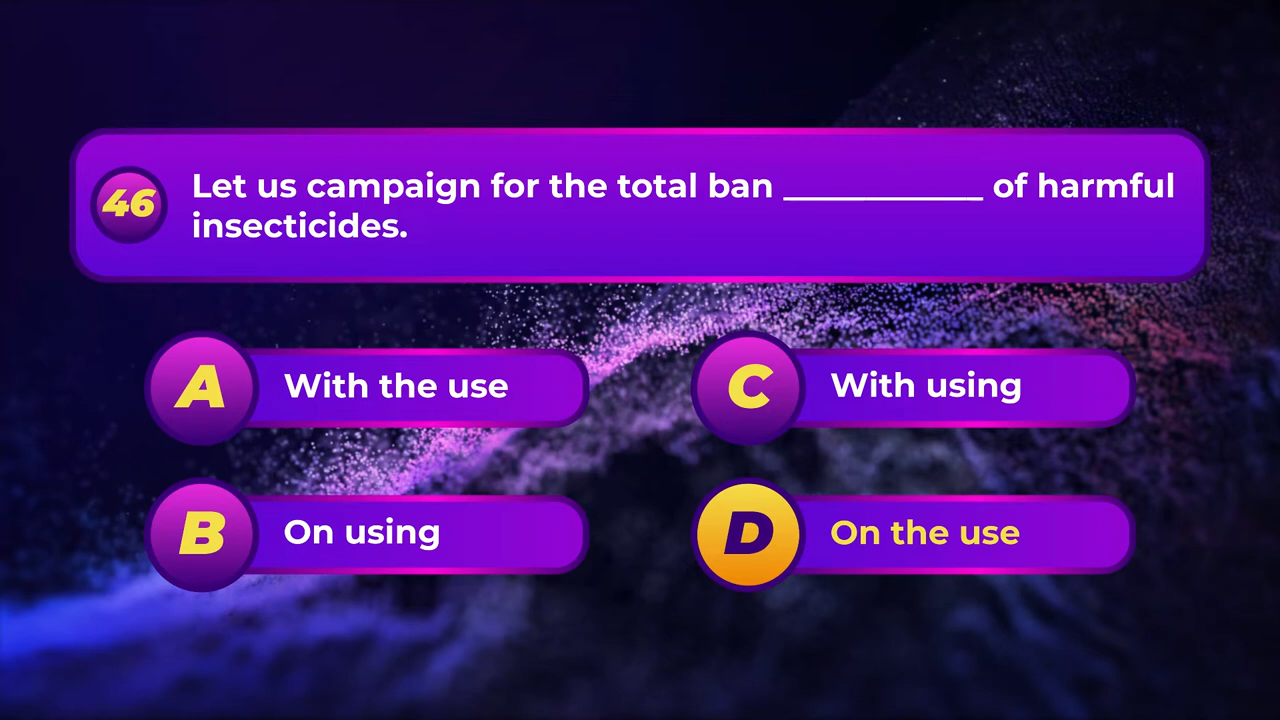 46
Let us campaign for the total ban ____________ of harmful
insecticides.
A With the use
B On using
C With using
D On the use